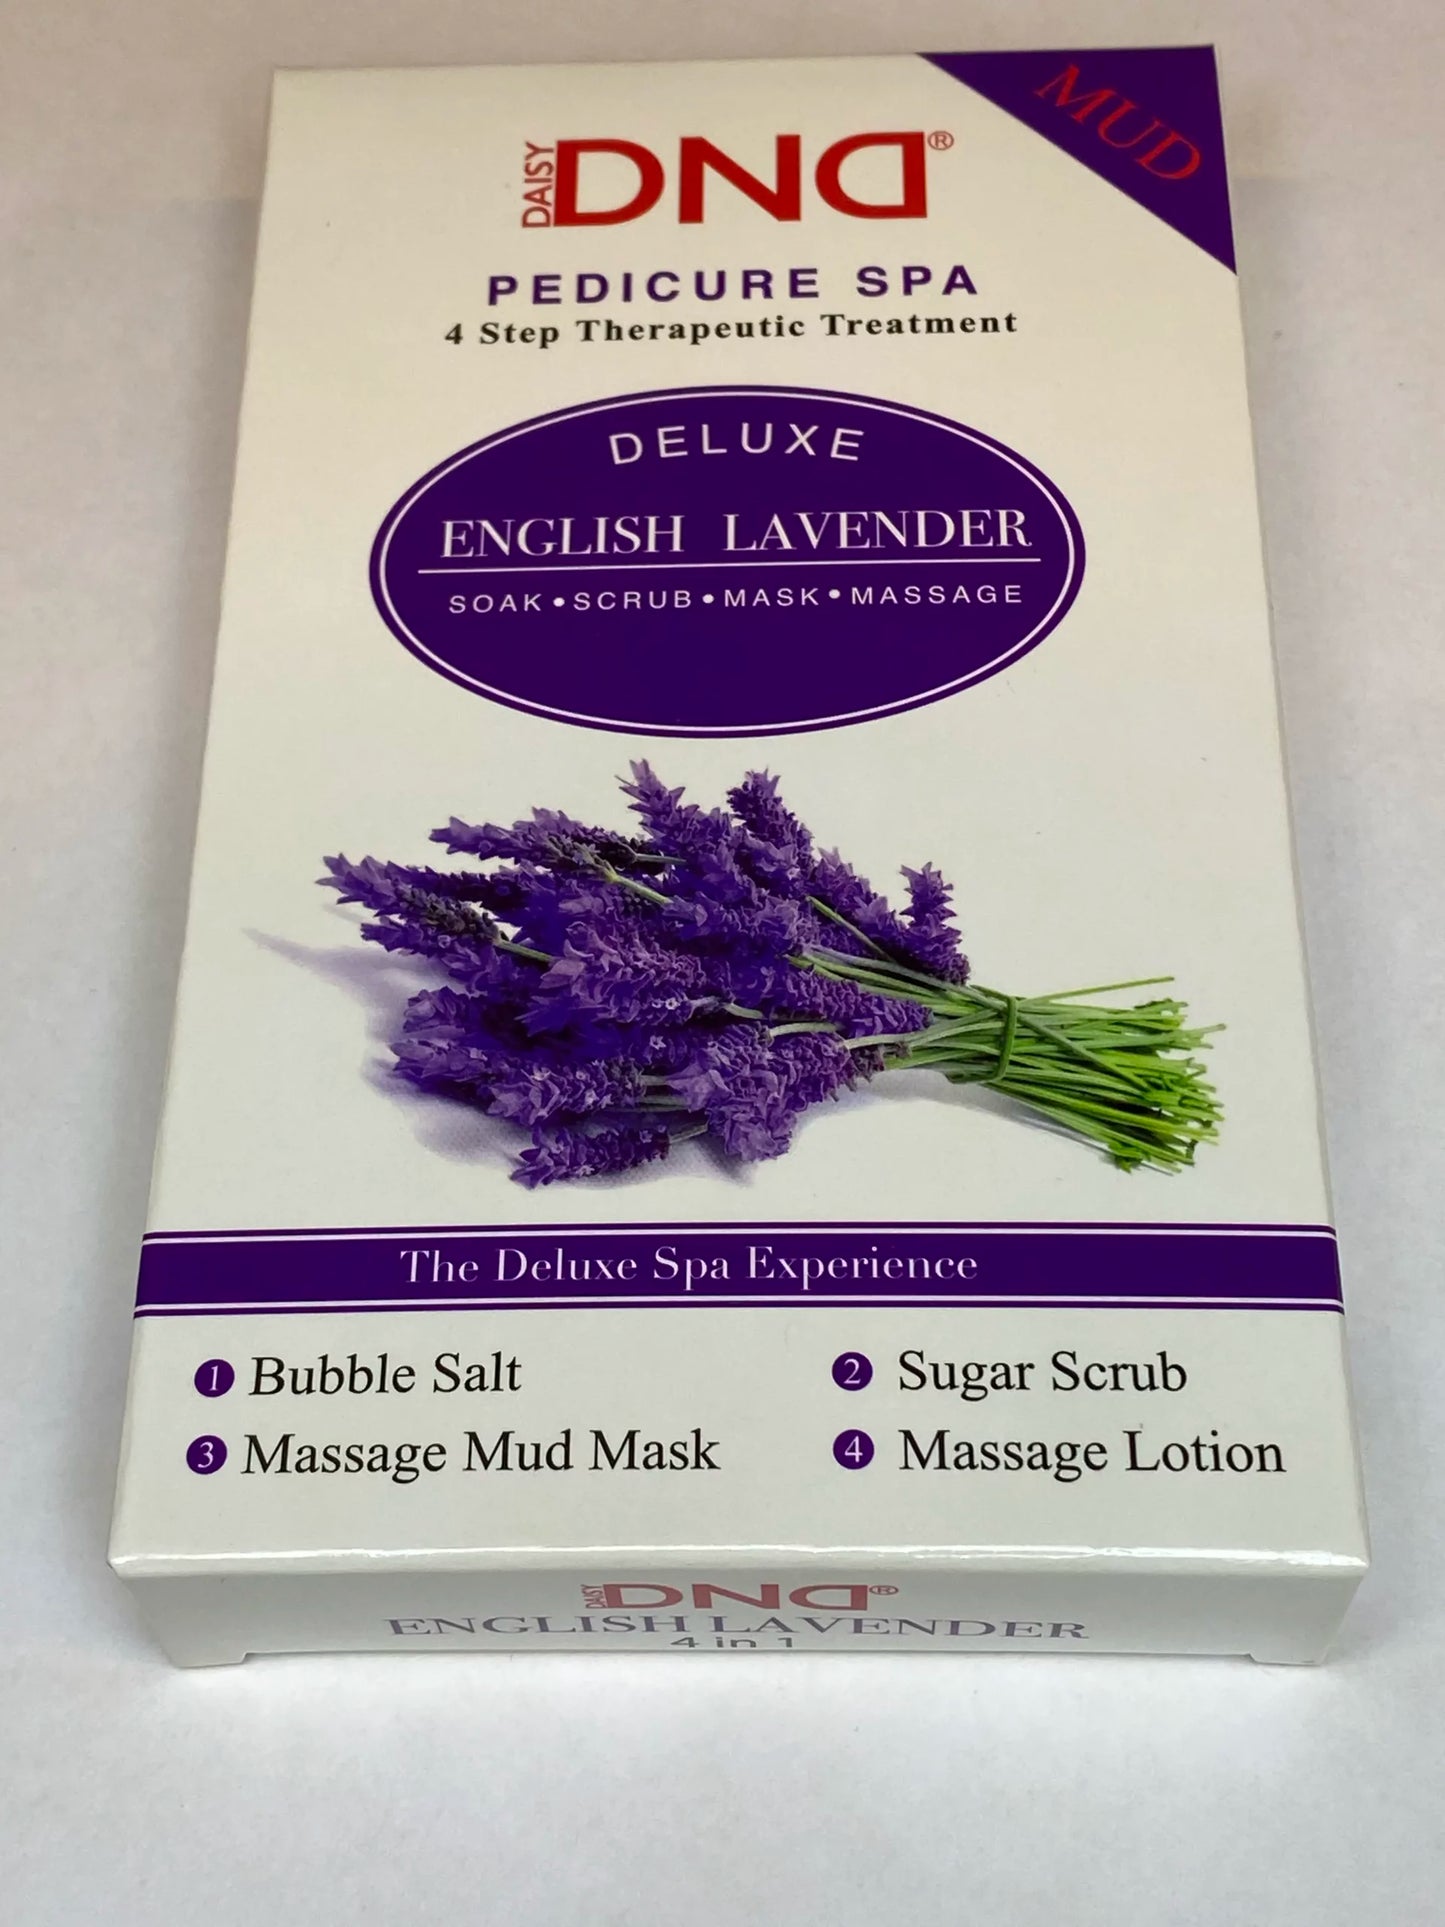 MUD
DAISY DND®
PEDICURE SPA
4 Step Therapeutic Treatment
DELUXE
ENGLISH LAVENDER
SOAK • SCRUB • MASK • MASSAGE
The Deluxe Spa Experience
1 Bubble Salt
2 Sugar Scrub
3 Massage Mud Mask
4 Massage Lotion
DAISY DND®
ENGLISH LAVENDER
4 in 1